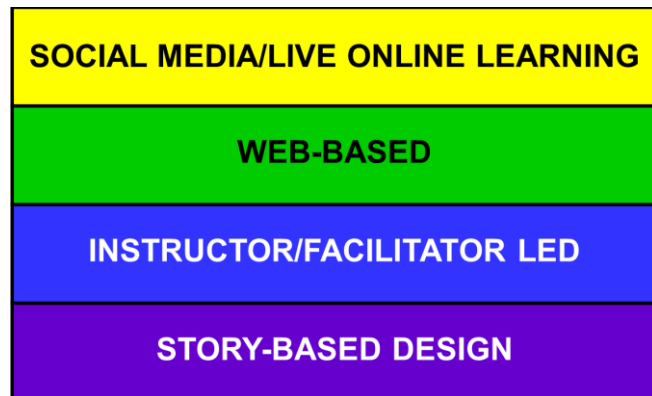 SOCIAL MEDIA/LIVE ONLINE LEARNING
WEB-BASED
INSTRUCTOR/FACILITATOR LED
STORY-BASED DESIGN